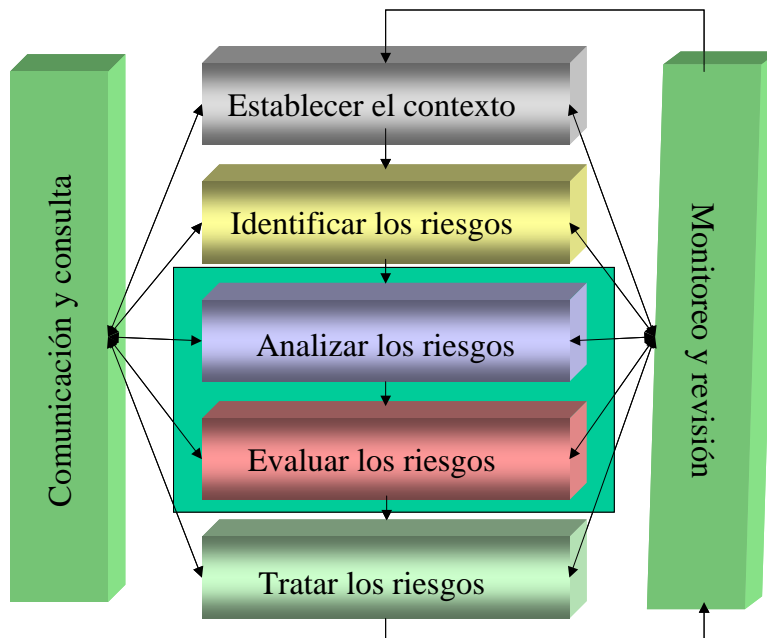 Comunicación y consulta
Establecer el contexto
Identificar los riesgos
Analizar los riesgos
Evaluar los riesgos
Tratar los riesgos
Monitoreo y revisión